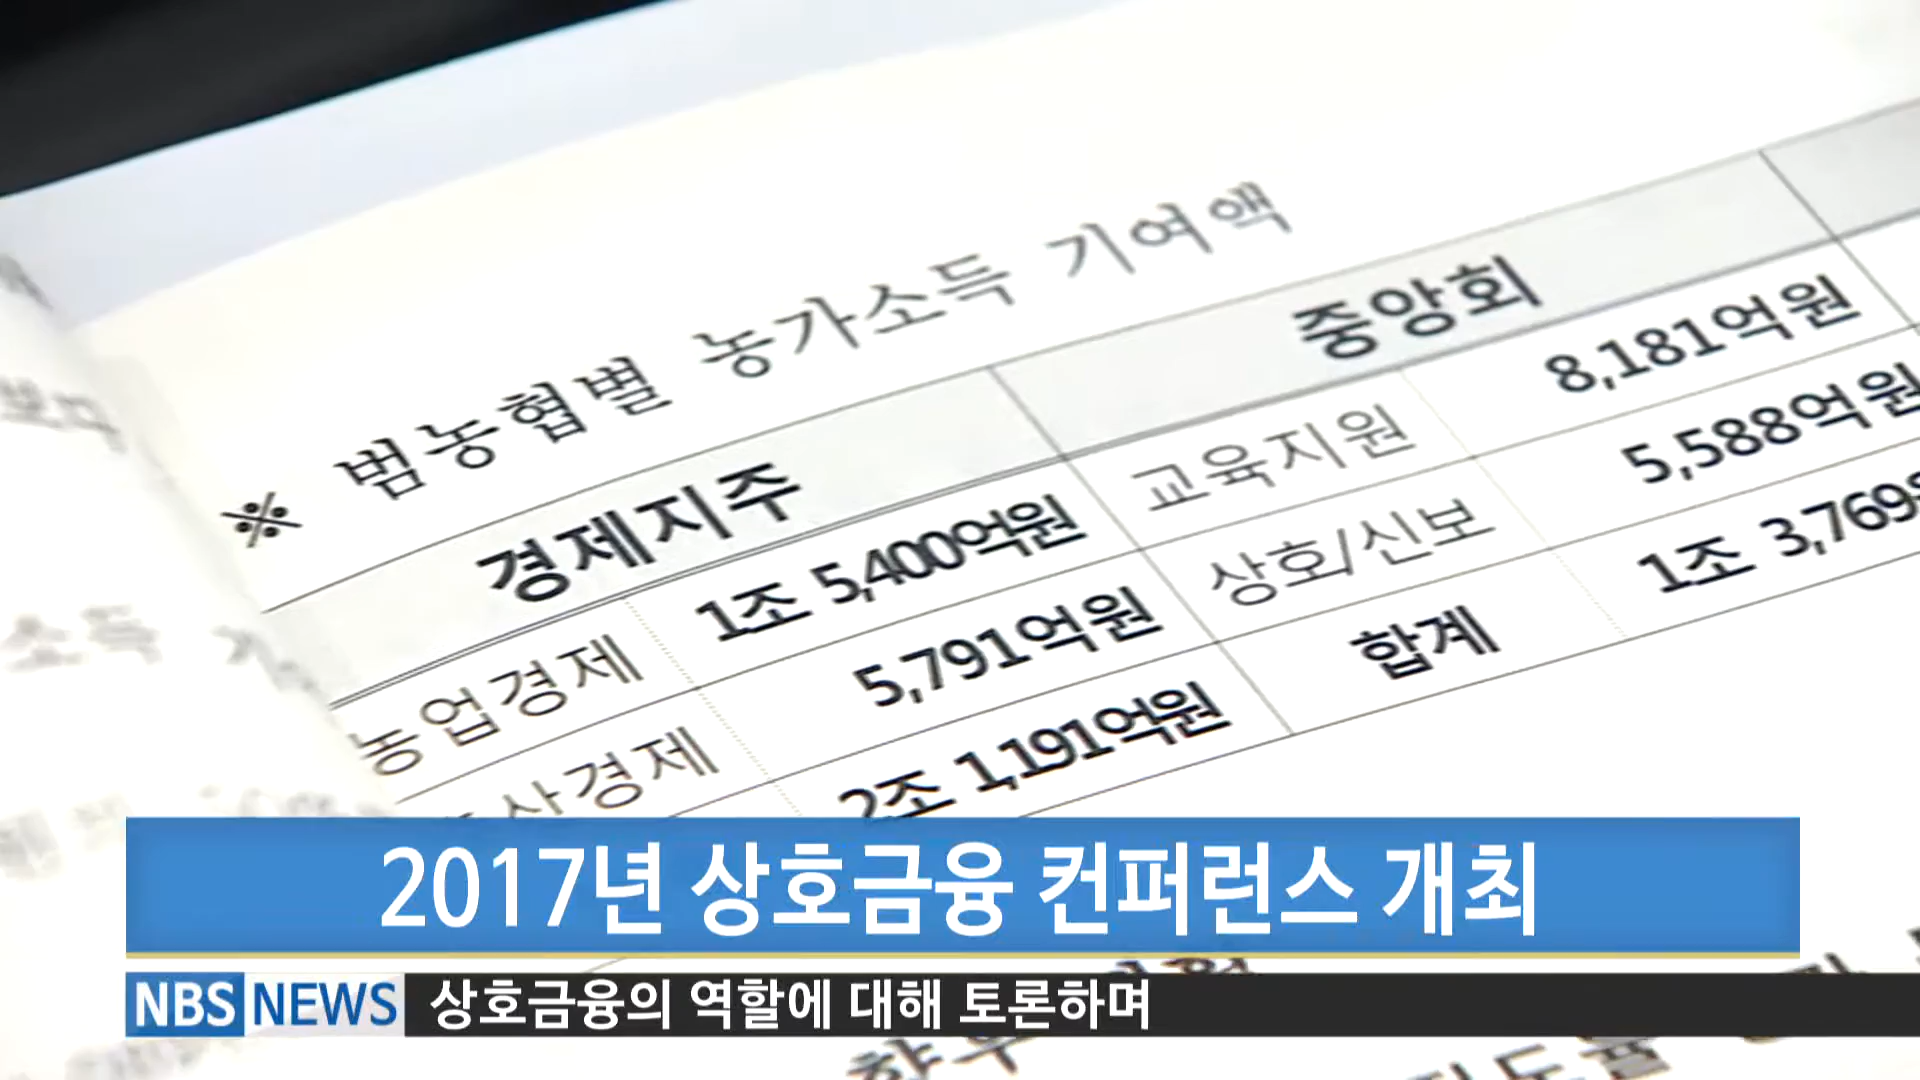 ※ 범농협별 농가소득 기여액
경제지주 중앙회
농업경제 1조 5,400억원 교육지원 8,181억원
경제 5,791억원 상호/신보 5,588억원
2조 1,191억원 합계 1조 3,769
2017년 상호금융 컨퍼런스 개최
NBS NEWS 상호금융의 역할에 대해 토론하며